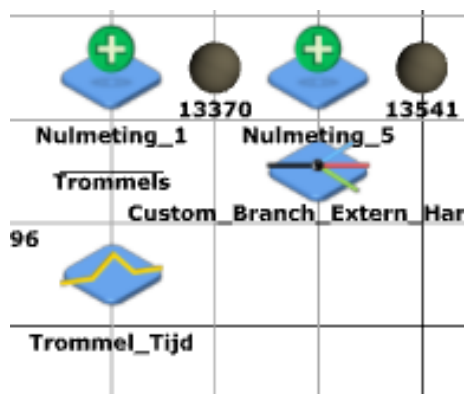 13370 13541
Nulmeting_1 Nulmeting_5
Trommels
Custom_Branch_Extern_Har
96
Trommel_Tijd